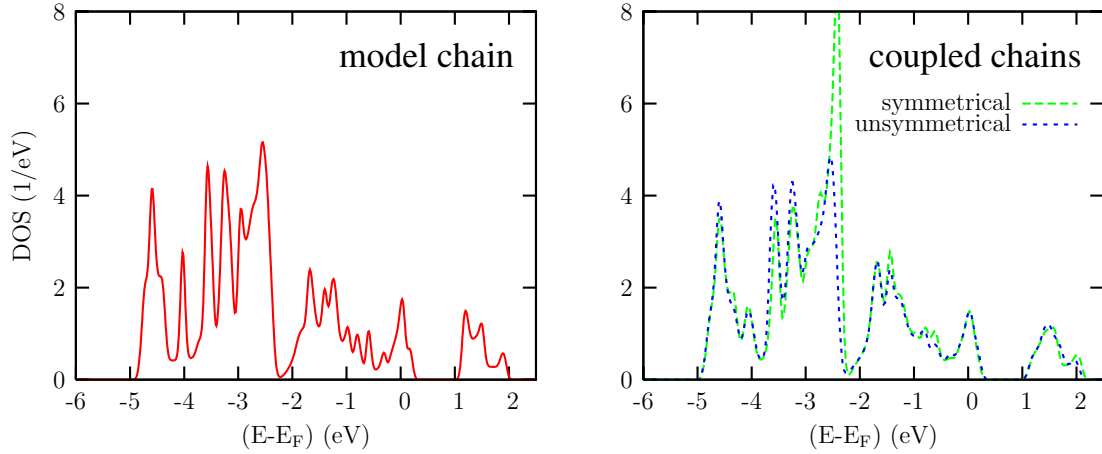 8
6
4
2
0
DOS (1/eV)
model chain
-6 -5 -4 -3 -2 -1 0 1 2
(E-E_F) (eV)
8
6
4
2
0
coupled chains
symmetrical
unsymmetrical
-6 -5 -4 -3 -2 -1 0 1 2
(E-E_F) (eV)